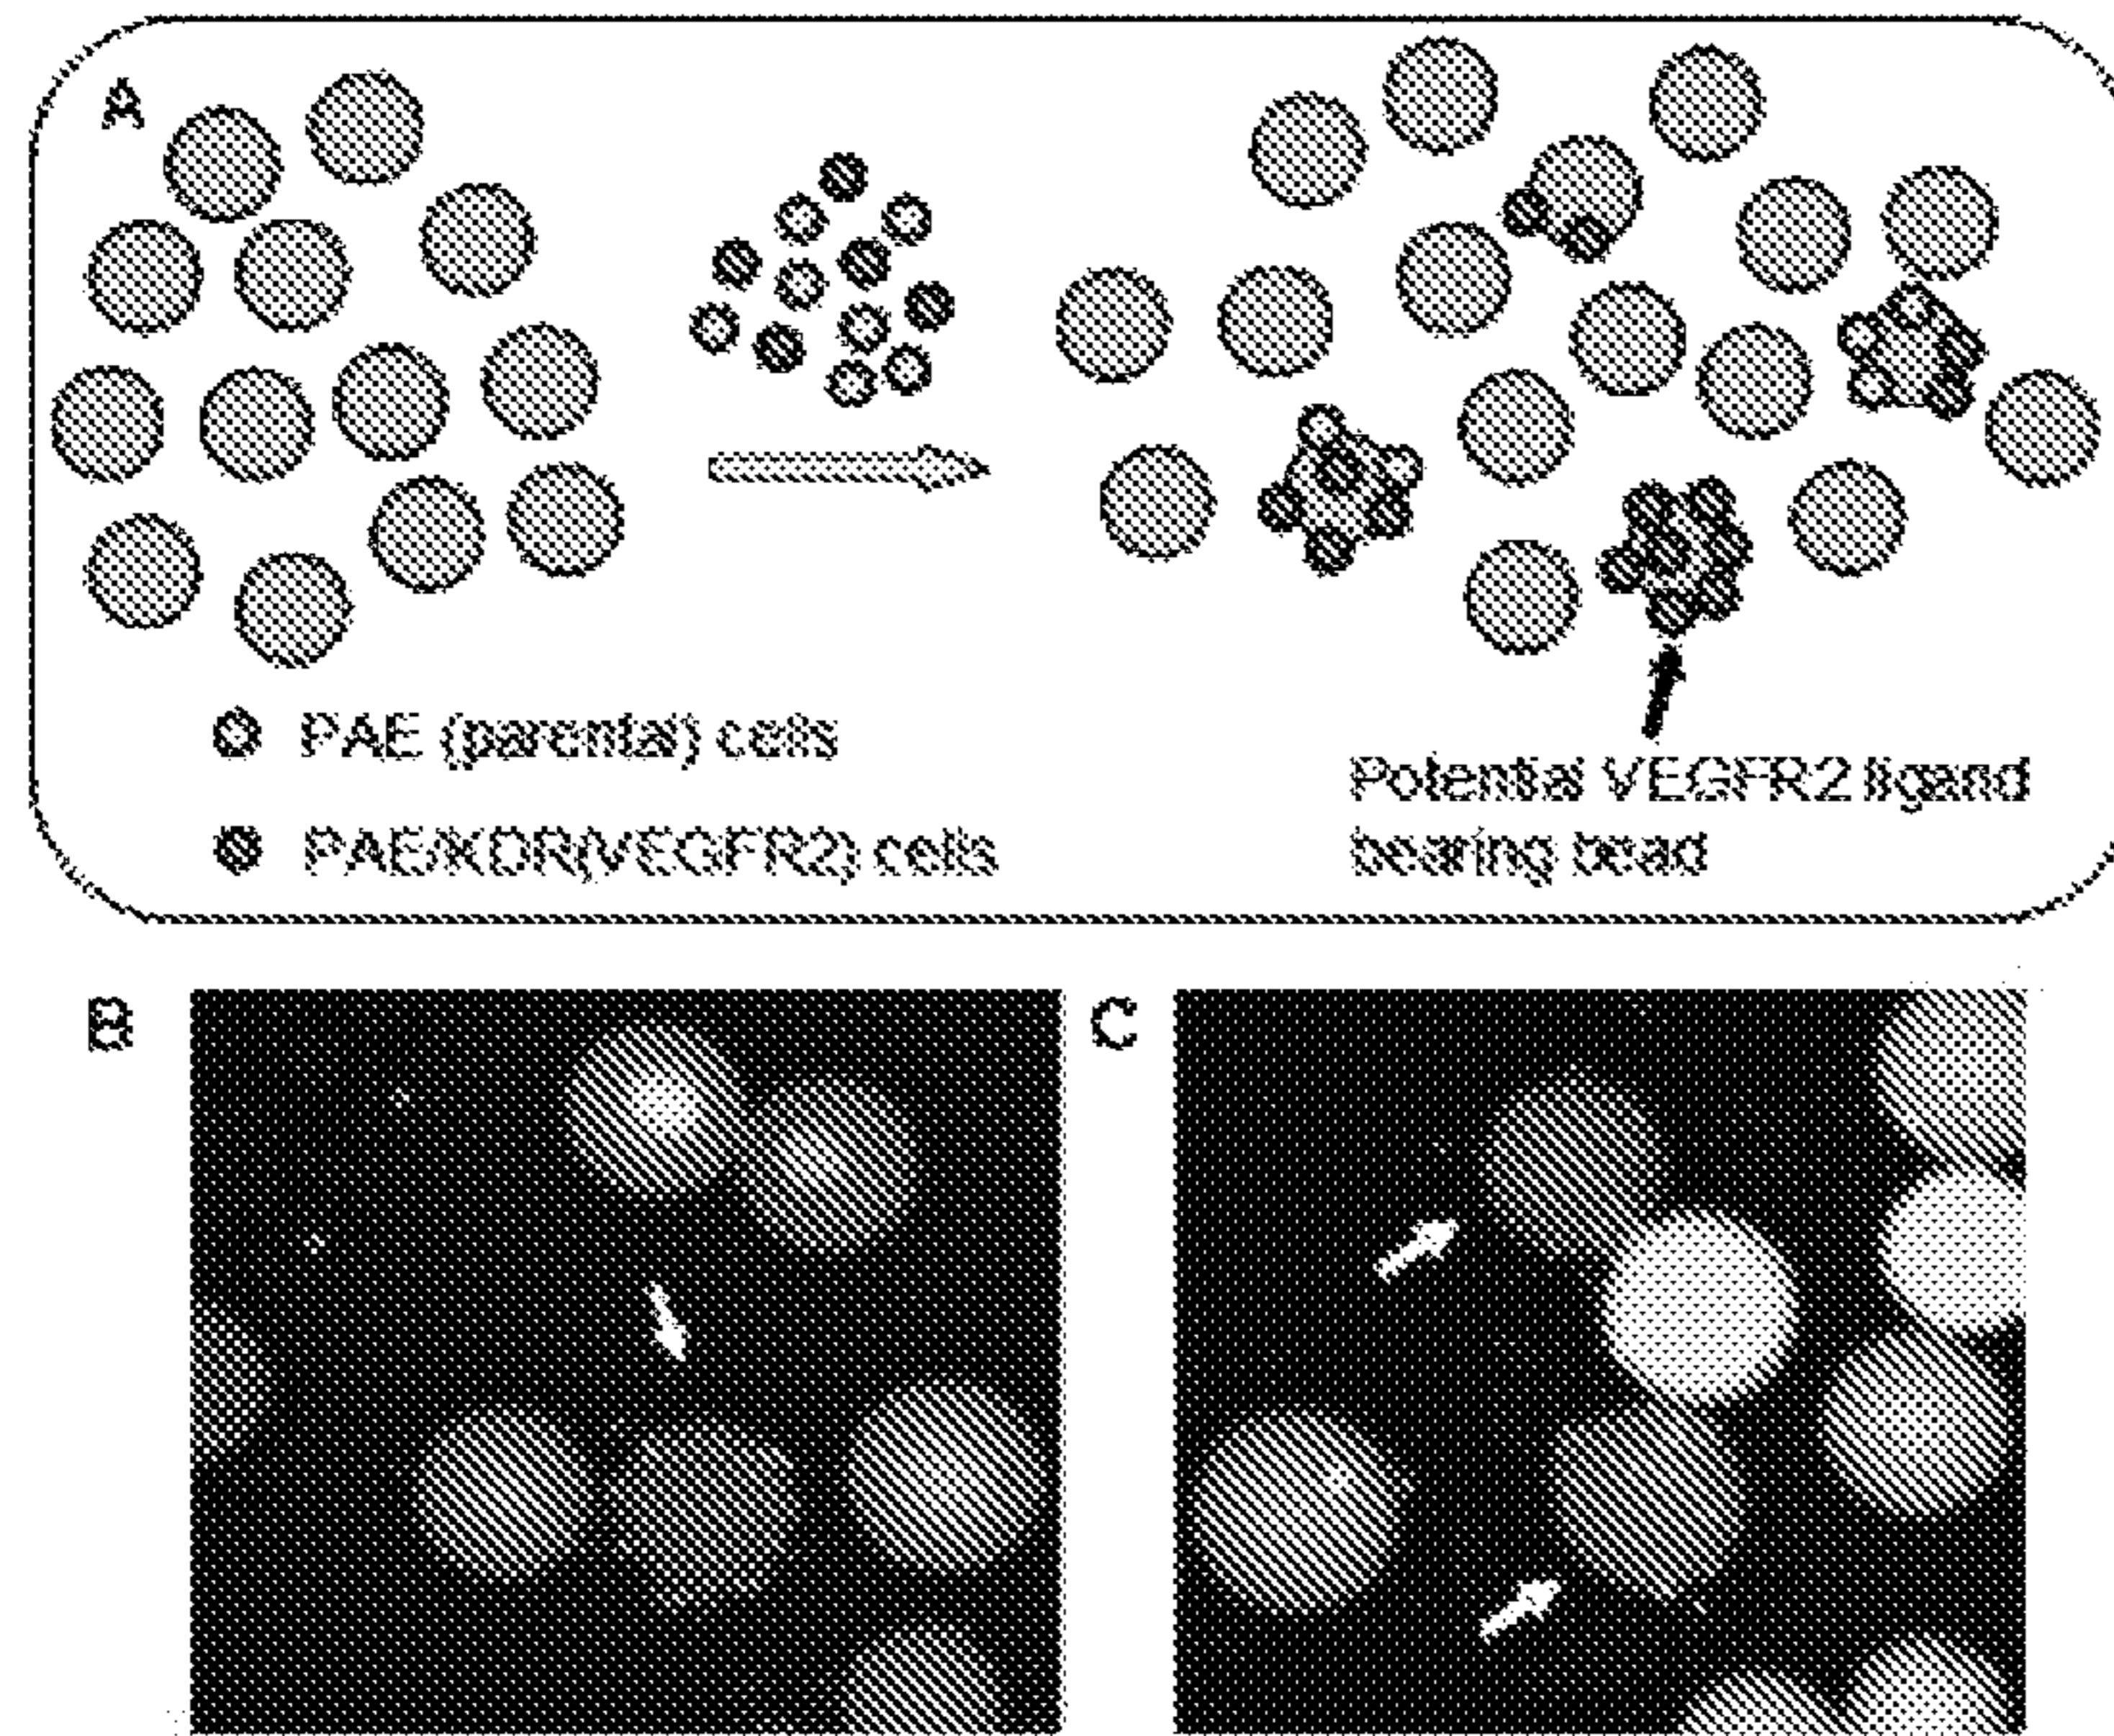 A
PAE (parental) cells
PAE/KDR(VEGFR2) cells
Potential VEGFR2 ligand
bearing bead
B
C